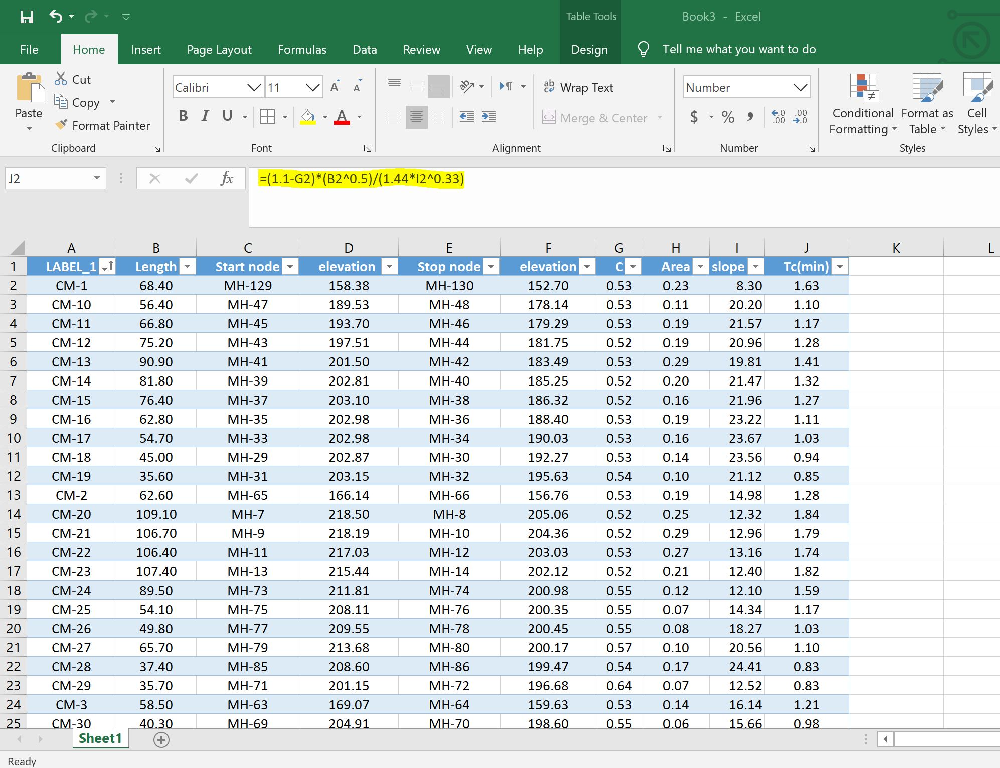 Table Tools Book3 - Excel
File Home Insert Page Layout Formulas Data Review View Help Design Tell me what you want to do
Paste
Cut
Copy
Format Painter
Clipboard
Calibri 11 A A
B I U A
Font
ab Wrap Text
Merge & Center
Alignment
Number
$ % , .0 .00 .00 .0
Number
Conditional Formatting
Format as Table
Cell Styles
Styles
J2 fx =(1.1-G2)*(B2^0.5)/(1.44*I2^0.33)
A B C D E F G H I J K L
1 LABEL_1 Length Start node elevation Stop node elevation C Area slope Tc(min)
2 CM-1 68.40 MH-129 158.38 MH-130 152.70 0.53 0.23 8.30 1.63
3 CM-10 56.40 MH-47 189.53 MH-48 178.14 0.53 0.11 20.20 1.10
4 CM-11 66.80 MH-45 193.70 MH-46 179.29 0.53 0.19 21.57 1.17
5 CM-12 75.20 MH-43 197.51 MH-44 181.75 0.52 0.19 20.96 1.28
6 CM-13 90.90 MH-41 201.50 MH-42 183.49 0.53 0.29 19.81 1.41
7 CM-14 81.80 MH-39 202.81 MH-40 185.25 0.52 0.20 21.47 1.32
8 CM-15 76.40 MH-37 203.10 MH-38 186.32 0.52 0.16 21.96 1.27
9 CM-16 62.80 MH-35 202.98 MH-36 188.40 0.53 0.19 23.22 1.11
10 CM-17 54.70 MH-33 202.98 MH-34 190.03 0.53 0.16 23.67 1.03
11 CM-18 45.00 MH-29 202.87 MH-30 192.27 0.53 0.14 23.56 0.94
12 CM-19 35.60 MH-31 203.15 MH-32 195.63 0.54 0.10 21.12 0.85
13 CM-2 62.60 MH-65 166.14 MH-66 156.76 0.53 0.19 14.98 1.28
14 CM-20 109.10 MH-7 218.50 MH-8 205.06 0.52 0.25 12.32 1.84
15 CM-21 106.70 MH-9 218.19 MH-10 204.36 0.52 0.29 12.96 1.79
16 CM-22 106.40 MH-11 217.03 MH-12 203.03 0.53 0.27 13.16 1.74
17 CM-23 107.40 MH-13 215.44 MH-14 202.12 0.52 0.21 12.40 1.82
18 CM-24 89.50 MH-73 211.81 MH-74 200.98 0.55 0.12 12.10 1.59
19 CM-25 54.10 MH-75 208.11 MH-76 200.35 0.55 0.07 14.34 1.17
20 CM-26 49.80 MH-77 209.55 MH-78 200.45 0.55 0.08 18.27 1.03
21 CM-27 65.70 MH-79 213.68 MH-80 200.17 0.57 0.10 20.56 1.10
22 CM-28 37.40 MH-85 208.60 MH-86 199.47 0.54 0.17 24.41 0.83
23 CM-29 35.70 MH-71 201.15 MH-72 196.68 0.64 0.07 12.52 0.83
24 CM-3 58.50 MH-63 169.07 MH-64 159.63 0.53 0.14 16.14 1.21
25 CM-30 40.30 MH-69 204.91 MH-70 198.60 0.55 0.06 15.66 0.98
Sheet1
Ready